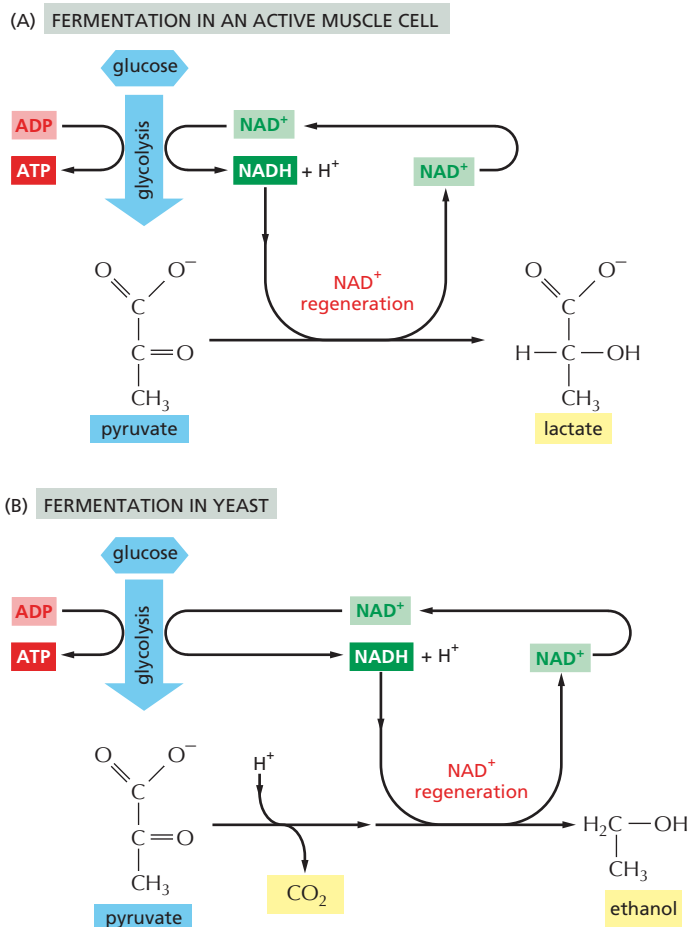 (A) FERMENTATION IN AN ACTIVE MUSCLE CELL
glucose
ADP
NAD⁺
glycolysis
ATP
NADH + H⁺
NAD⁺
O O⁻
C
C=O
CH₃
pyruvate
NAD⁺
regeneration
O O⁻
C
H—C—OH
CH₃
lactate
(B) FERMENTATION IN YEAST
glucose
ADP
NAD⁺
glycolysis
ATP
NADH + H⁺
NAD⁺
O O⁻
C
C=O
CH₃
pyruvate
H⁺
CO₂
NAD⁺
regeneration
H₂C—OH
CH₃
ethanol